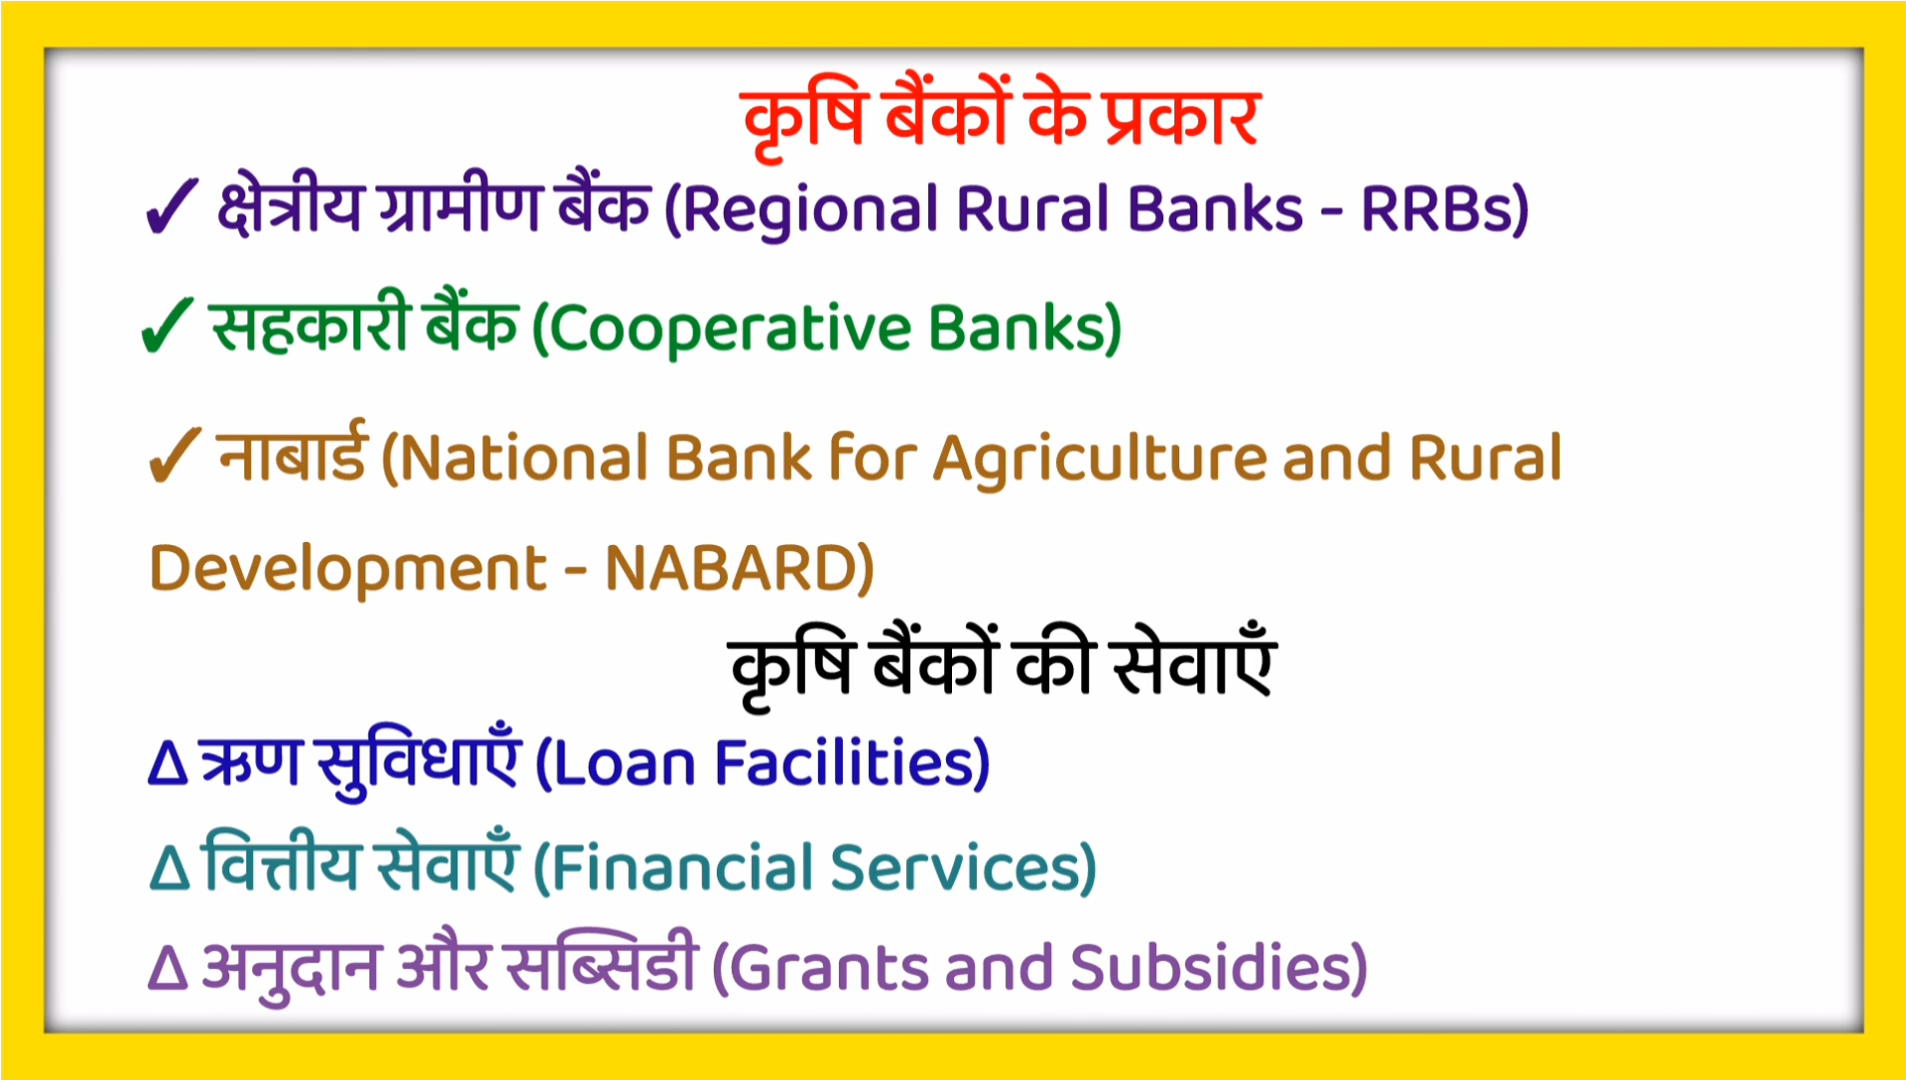 कृषि बैंकों के प्रकार
✓ क्षेत्रीय ग्रामीण बैंक (Regional Rural Banks - RRBs)
✓ सहकारी बैंक (Cooperative Banks)
✓ नाबार्ड (National Bank for Agriculture and Rural
Development - NABARD)
कृषि बैंकों की सेवाएँ
Δ ऋण सुविधाएँ (Loan Facilities)
Δ वित्तीय सेवाएँ (Financial Services)
Δ अनुदान और सब्सिडी (Grants and Subsidies)